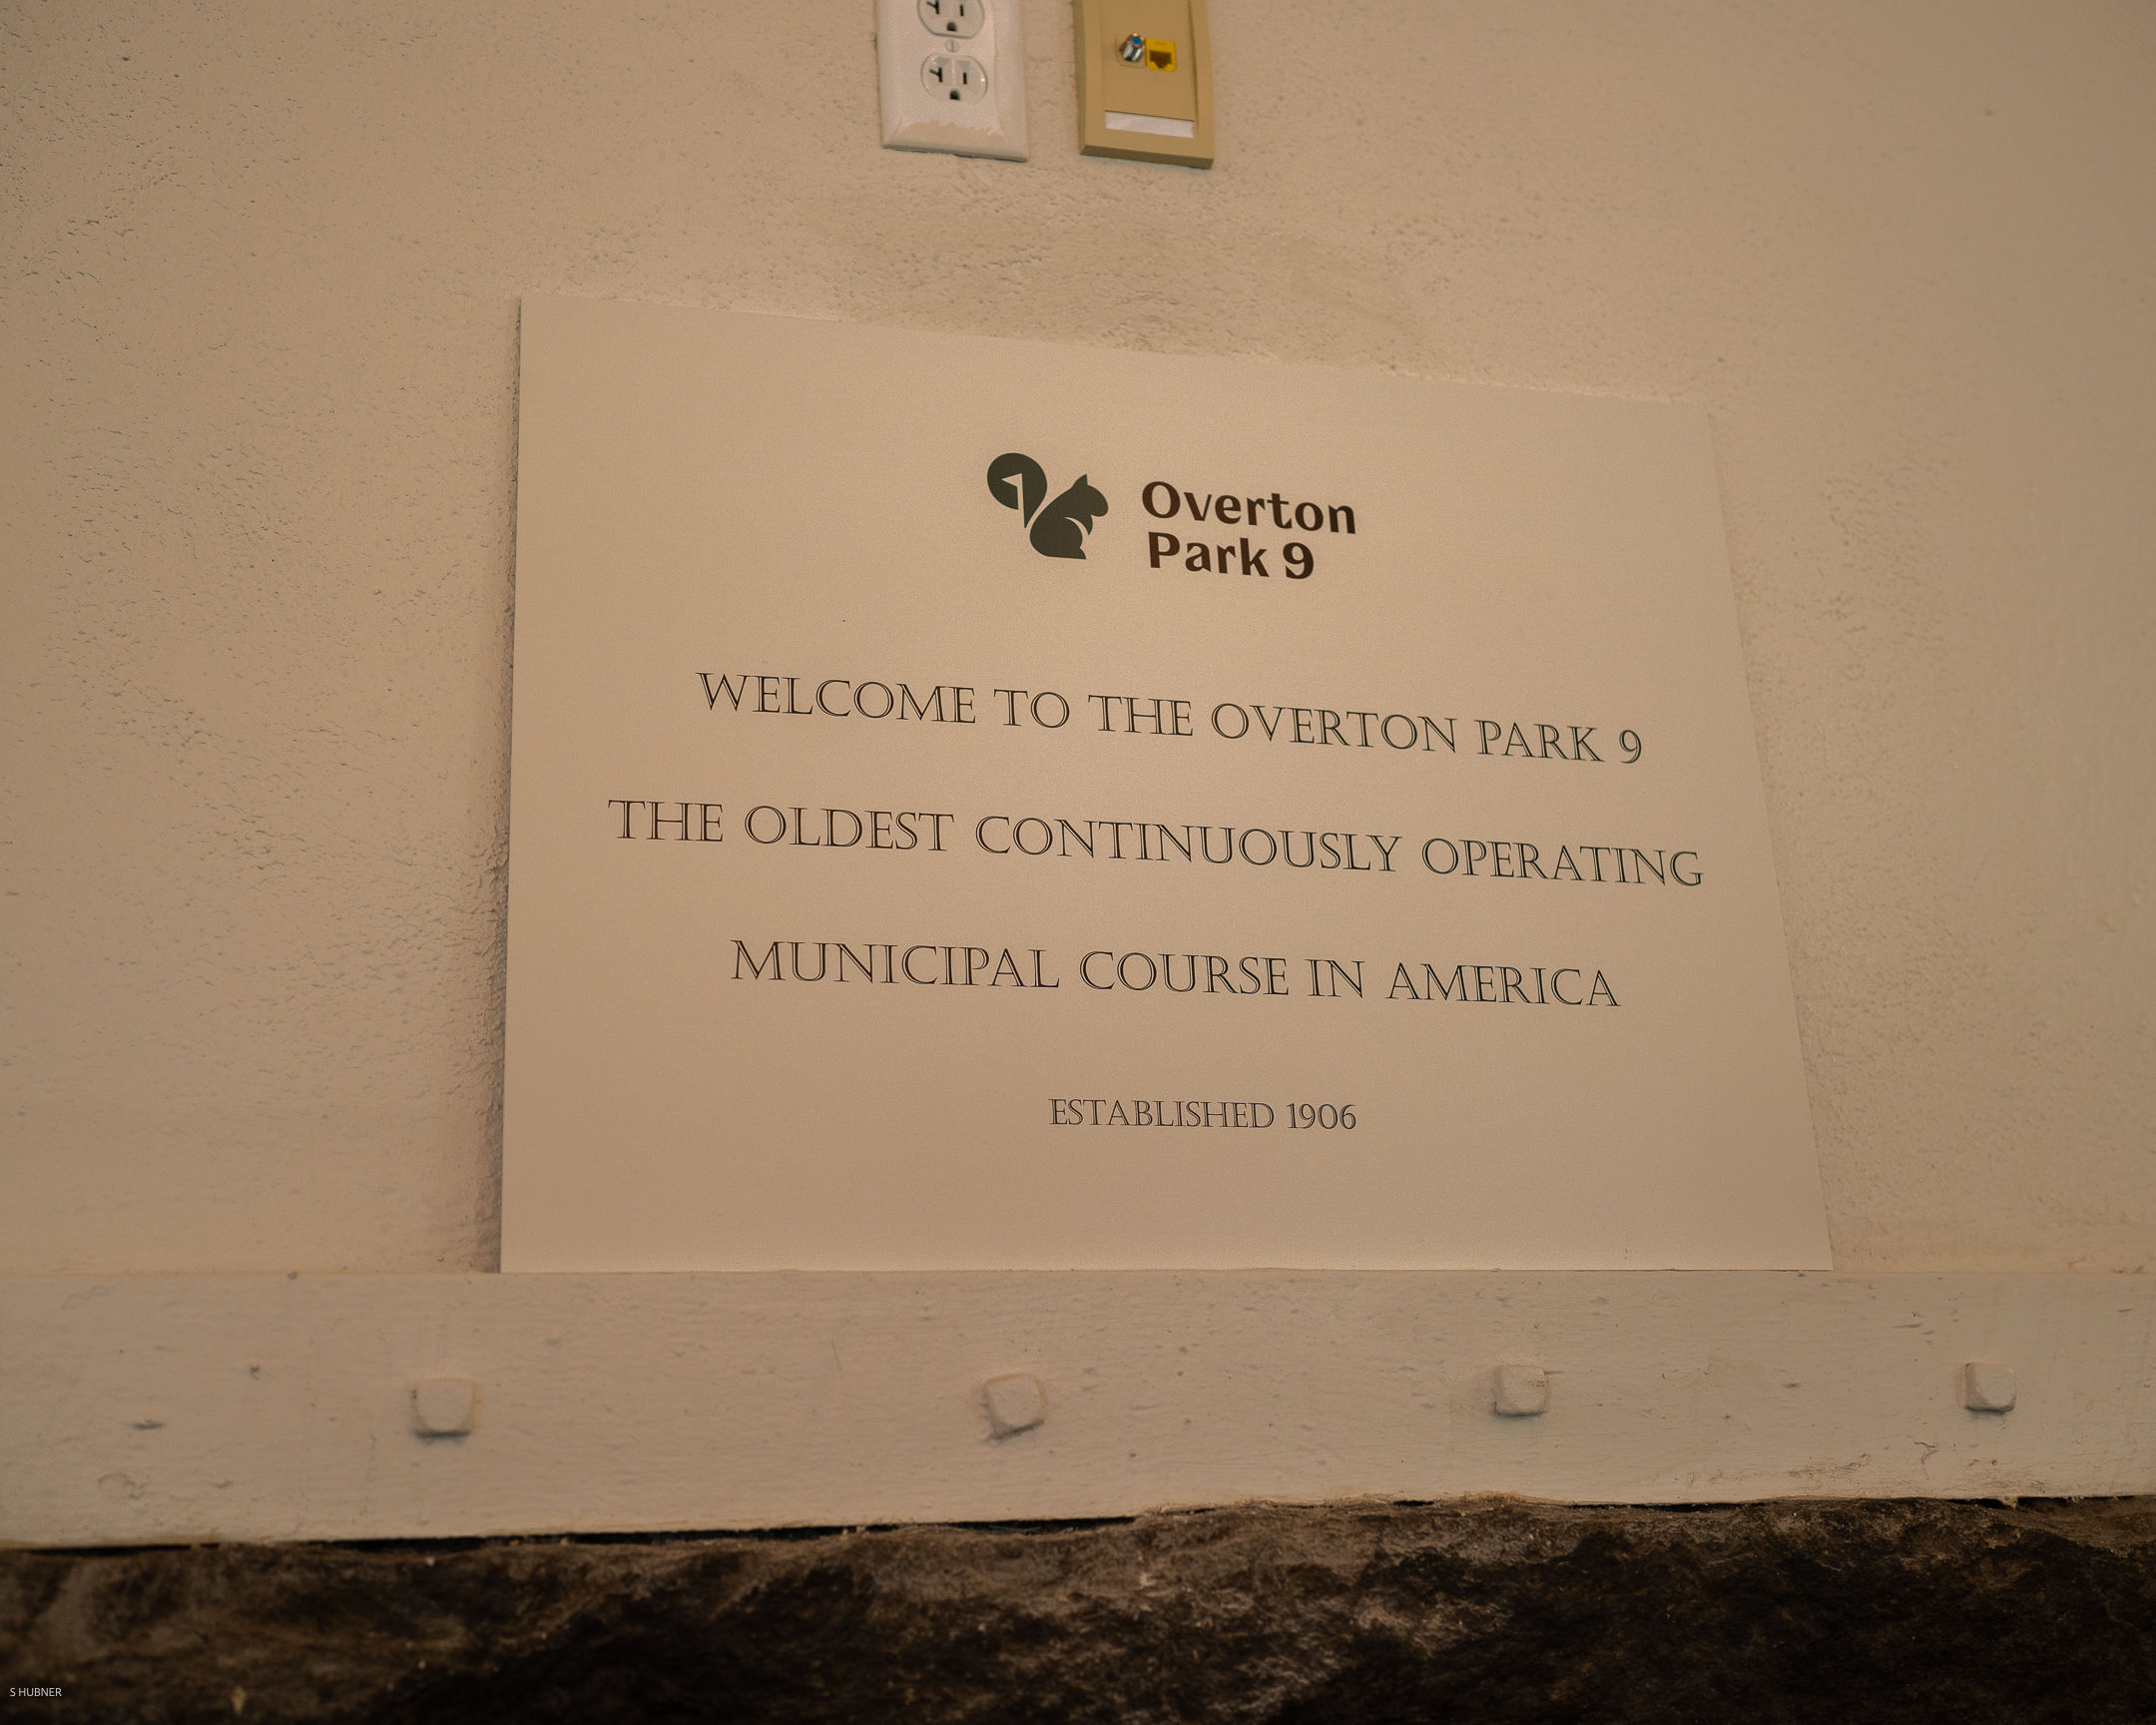 Overton
Park 9
WELCOME TO THE OVERTON PARK 9
THE OLDEST CONTINUOUSLY OPERATING
MUNICIPAL COURSE IN AMERICA
ESTABLISHED 1906
S HUBNER